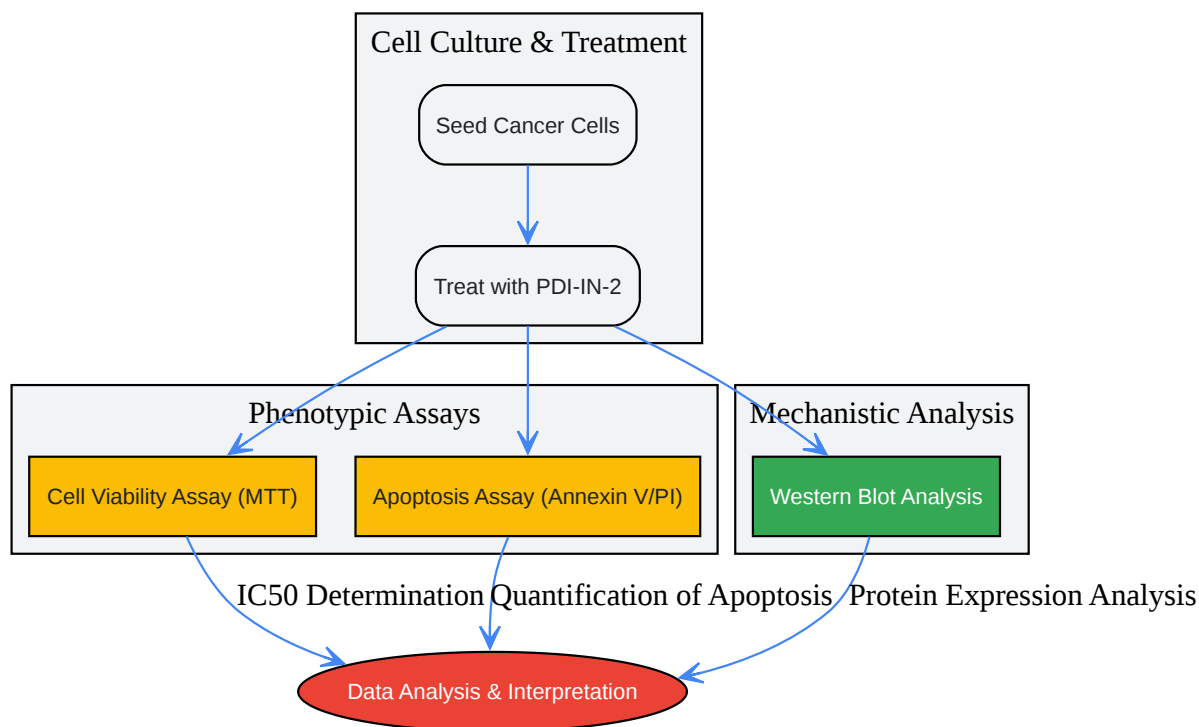 Cell Culture & Treatment
Seed Cancer Cells
Treat with PDI-IN-2
Phenotypic Assays
Mechanistic Analysis
Cell Viability Assay (MTT)
Apoptosis Assay (Annexin V/PI)
Western Blot Analysis
IC50 Determination
Quantification of Apoptosis
Protein Expression Analysis
Data Analysis & Interpretation